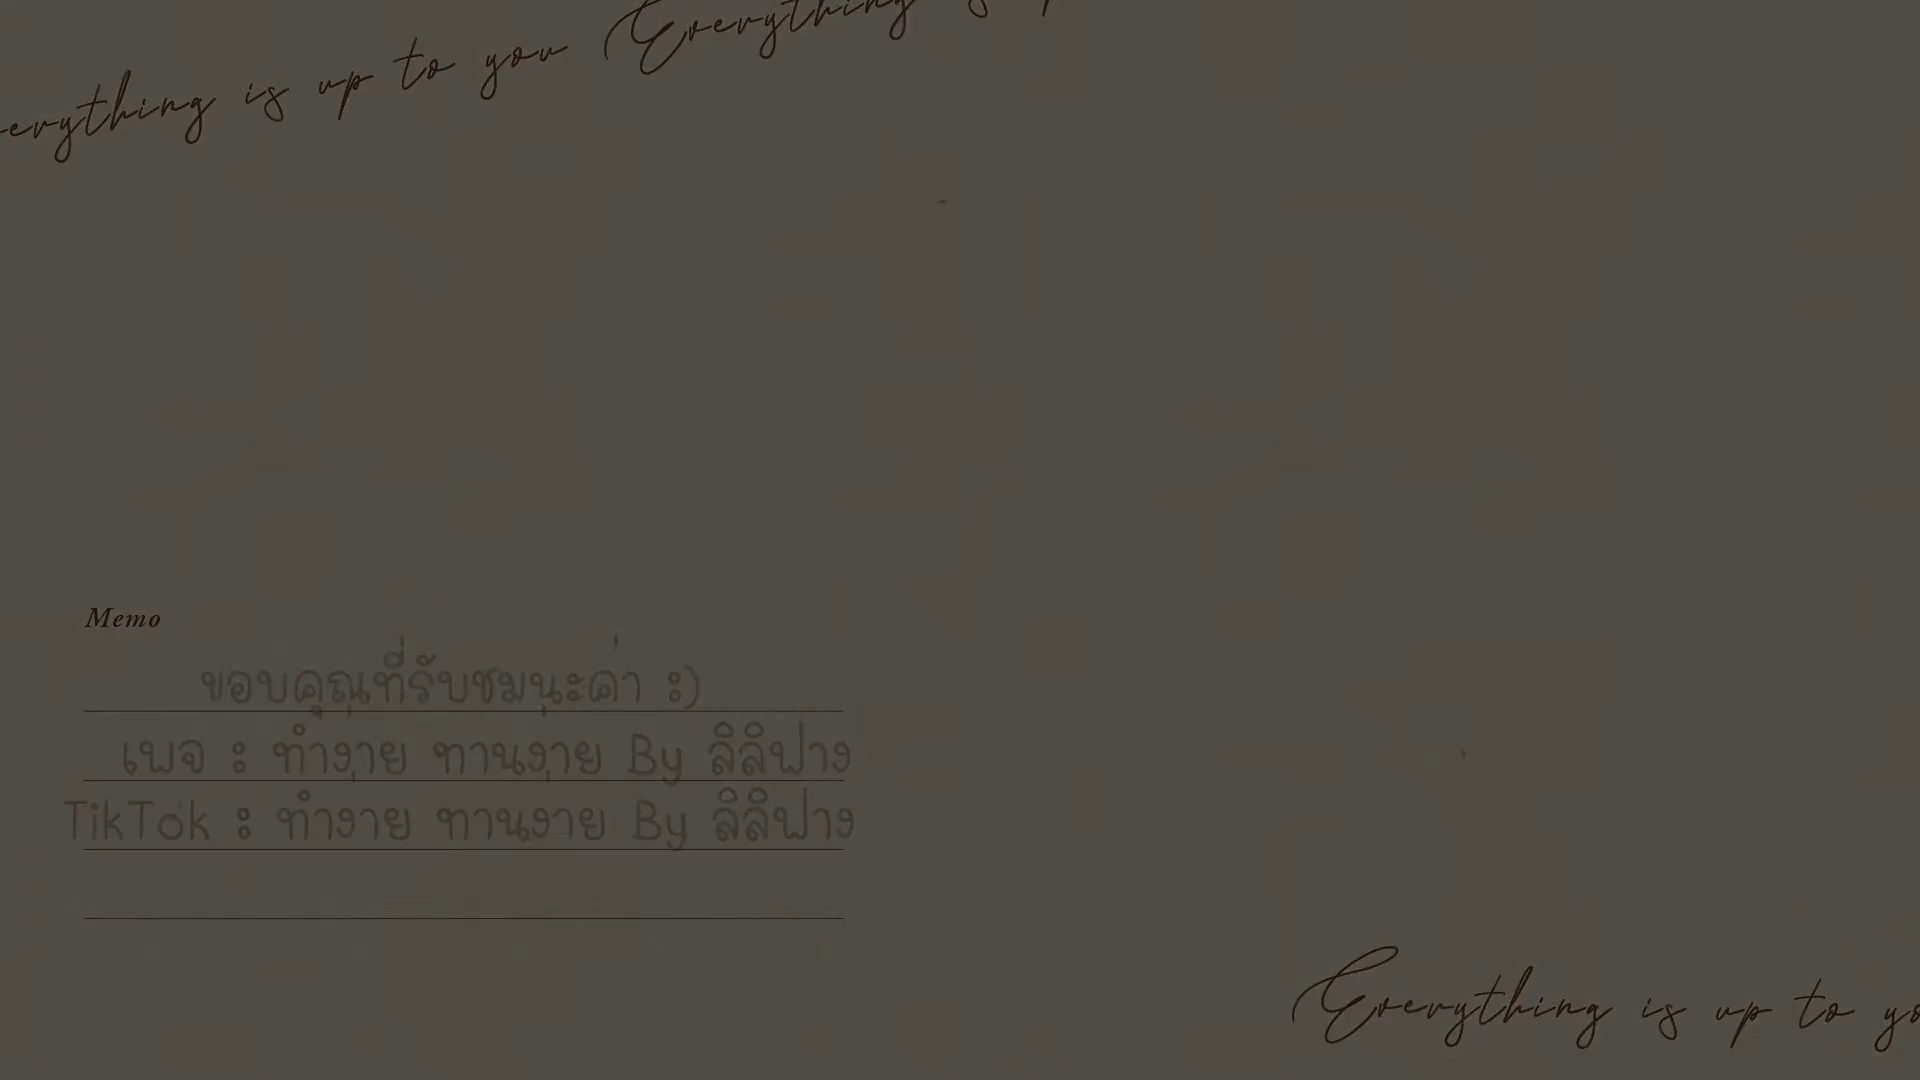 erything is up to you Everything
Memo
ขอบคุณที่รับชมนะค่า :)
เพจ : ทำง่าย ทานง่าย By ลิลิฟาง
TikTok : ทำง่าย ทานง่าย By ลิลิฟาง
Everything is up to yo